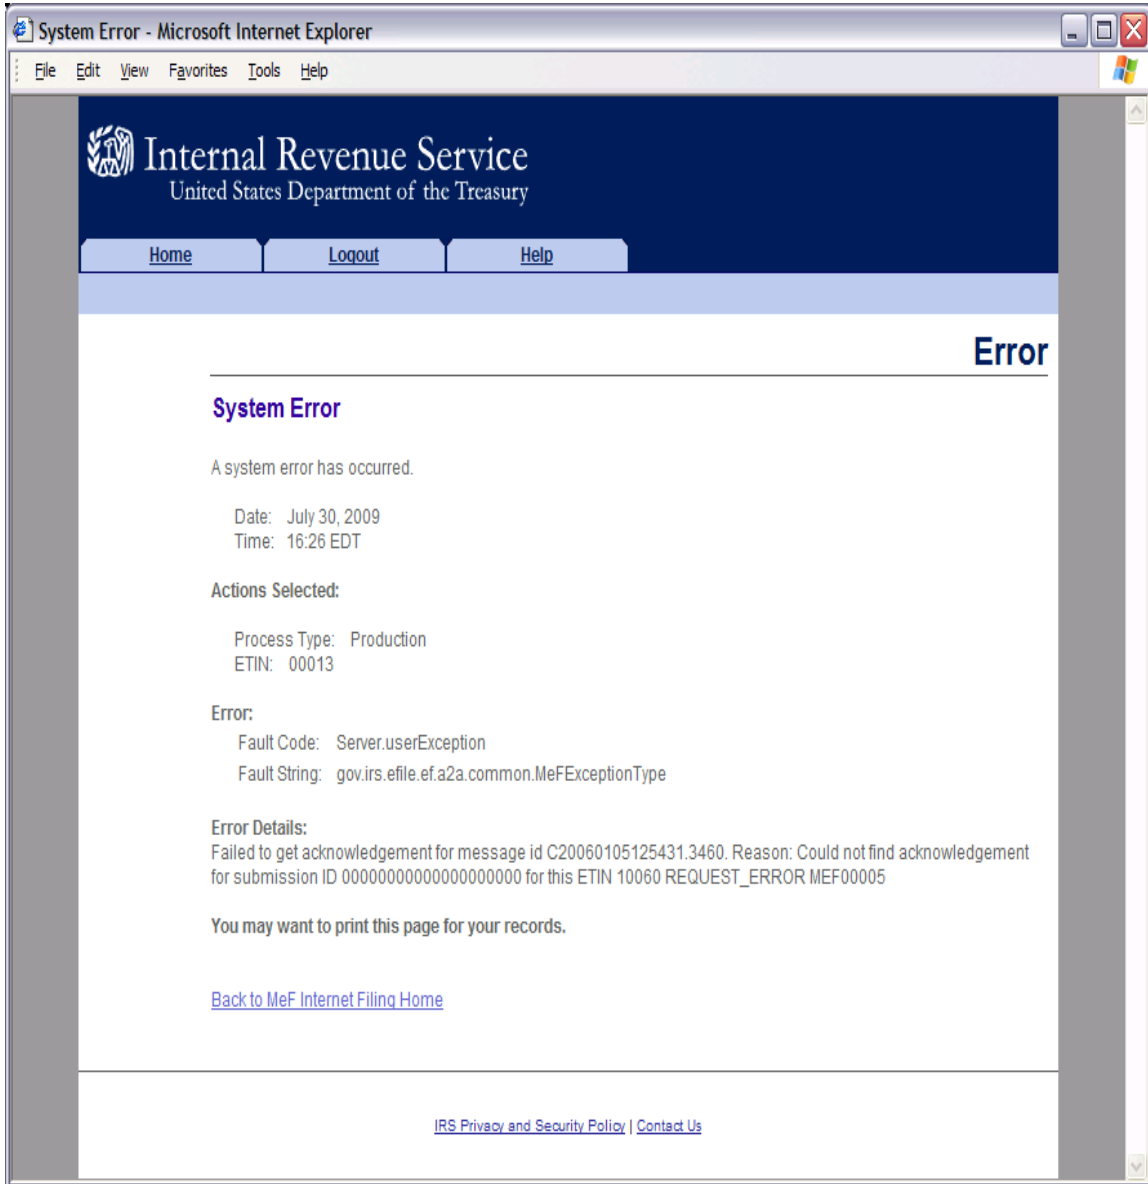 System Error - Microsoft Internet Explorer
File Edit View Favorites Tools Help
Internal Revenue Service
United States Department of the Treasury
Home Logout Help
Error
System Error
A system error has occurred.
Date: July 30, 2009
Time: 16:26 EDT
Actions Selected:
Process Type: Production
ETIN: 00013
Error:
Fault Code: Server.userException
Fault String: gov.irs.efile.ef.a2a.common.MeFExceptionType
Error Details:
Failed to get acknowledgement for message id C20060105125431.3460. Reason: Could not find acknowledgement
for submission ID 00000000000000000000 for this ETIN 10060 REQUEST_ERROR MEF00005
You may want to print this page for your records.
Back to MeF Internet Filing Home
IRS Privacy and Security Policy | Contact Us